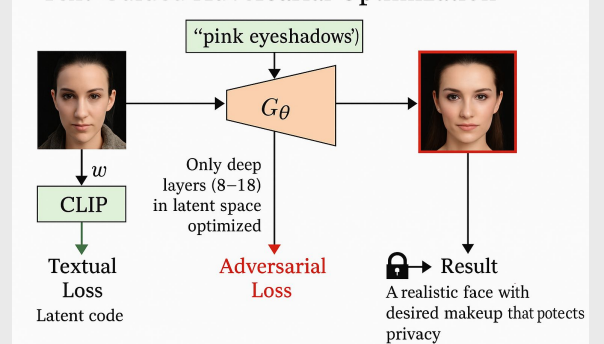 “pink eyeshadows’)
Gθ
w
CLIP
Only deep
layers (8–18)
in latent space
optimized
Textual
Loss
Latent code
Adversarial
Loss
Result
A realistic face with
desired makeup that potects
privacy